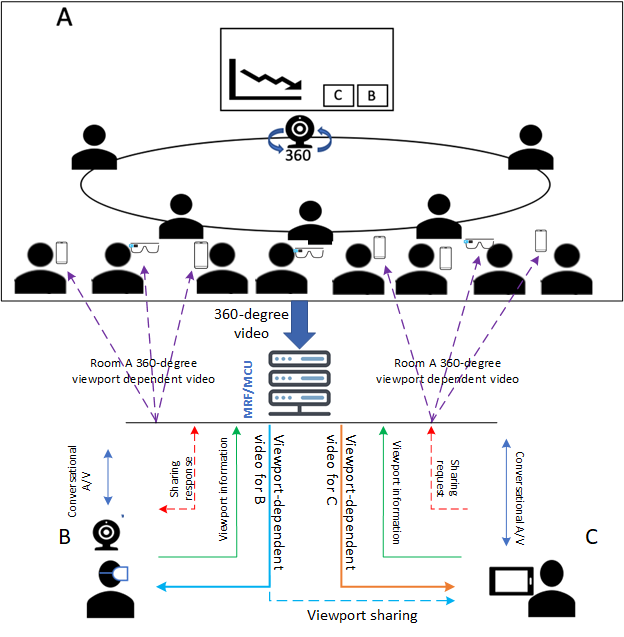 A
C
B
360
360-degree
video
Room A 360-degree
viewport dependent video
Room A 360-degree
viewport dependent video
MRF/MCU
Conversational
A/V
Sharing
response
Viewport information
Viewport-dependent
video for B
Viewport-dependent
video for C
Viewport information
Sharing
request
Conversational A/V
B
C
Viewport sharing